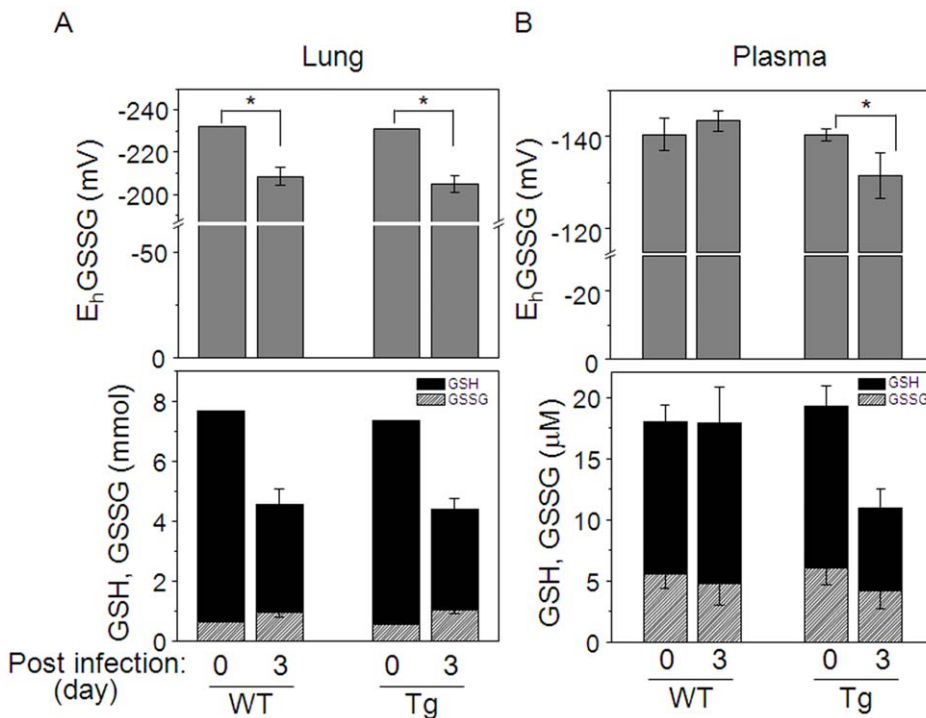 A
Lung
-240
-220
-200
-50
0
EhGSSG (mV)
*
*
8
6
4
2
0
GSH, GSSG (mmol)
GSH
GSSG
Post infection:
(day)
0 3 0 3
WT Tg
B
Plasma
-140
-120
-20
0
EhGSSG (mV)
*
20
15
10
5
0
GSH, GSSG (μM)
GSH
GSSG
0 3 0 3
WT Tg